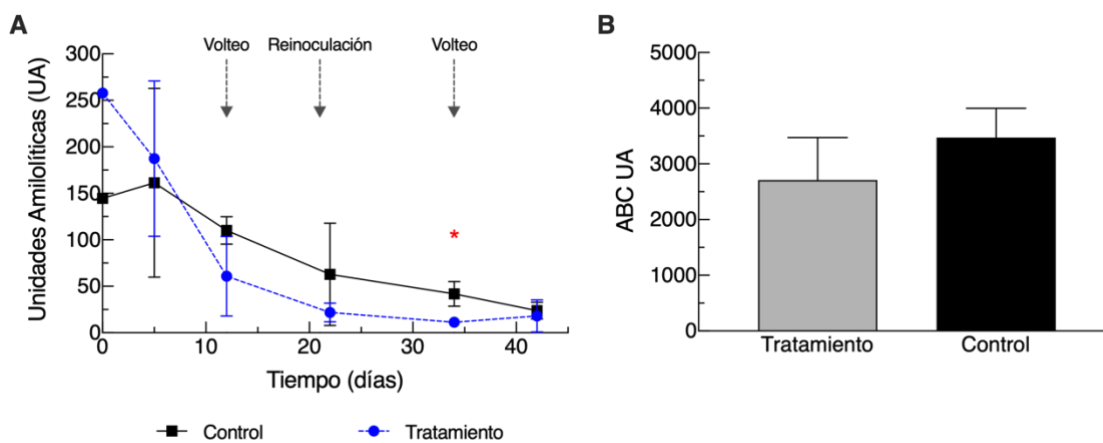 A
Volteo Reinoculación Volteo
Unidades Amilolíticas (UA)
300
250
200
150
100
50
0
0 10 20 30 40
Tiempo (días)
Control Tratamiento
*
B
ABC UA
5000
4000
3000
2000
1000
0
Tratamiento Control